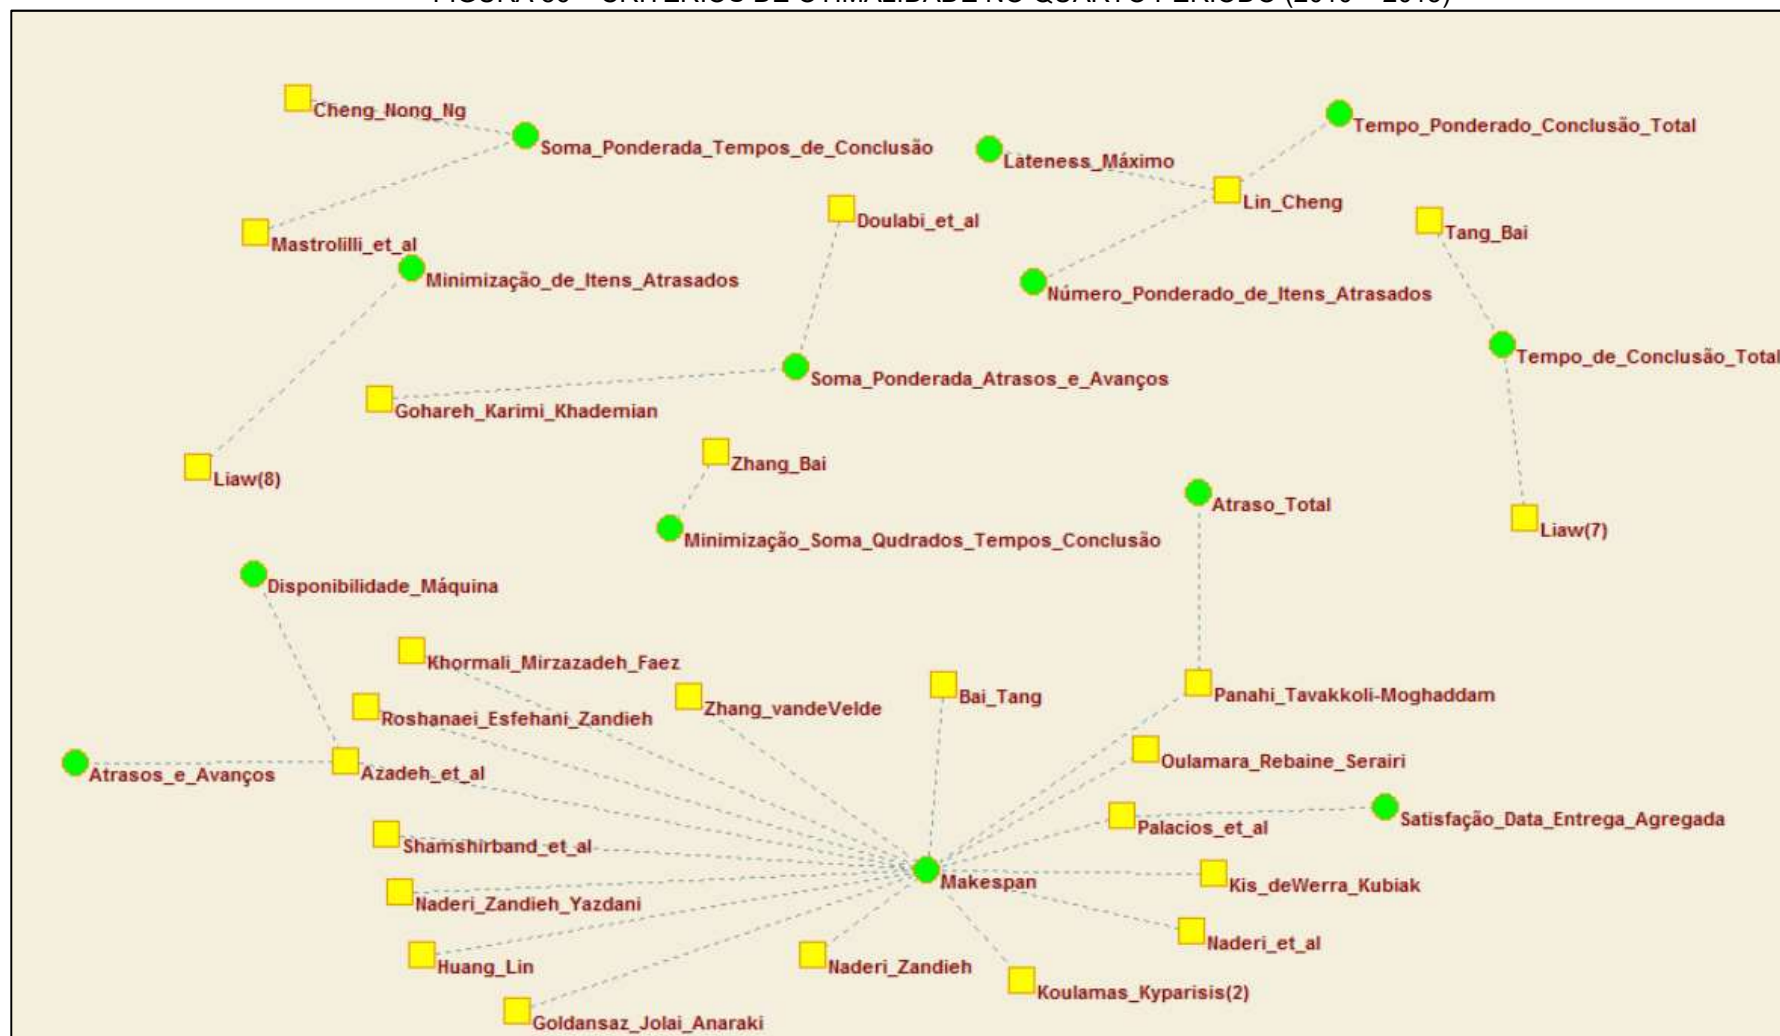 Cheng_Nong_Ng
Tempo_Ponderado_Conclusão_Total
Soma_Ponderada_Tempos_de_Conclusão
Lateness_Máximo
Lin_Cheng
Doulabi_et_al
Tang_Bai
Mastrolilli_et_al
Minimização_de_Itens_Atrasados
Número_Ponderado_de_Itens_Atrasados
Tempo_de_Conclusão_Total
Soma_Ponderada_Atrasos_e_Avanços
Gohareh_Karimi_Khademian
Zhang_Bai
Liaw(8)
Atraso_Total
Liaw(7)
Minimização_Soma_Qudrados_Tempos_Conclusão
Disponibilidade_Máquina
Khormali_Mirzazadeh_Faez
Bai_Tang
Panahi_Tavakkoli-Moghaddam
Zhang_vandeVelde
Roshanaei_Esfehani_Zandieh
Oulamara_Rebaine_Serairi
Atrasos_e_Avanços
Azadeh_et_al
Satisfação_Data_Entrega_Agregada
Palacios_et_al
Shamshirband_et_al
Makespan
Kis_deWerra_Kubiak
Naderi_Zandieh_Yazdani
Naderi_et_al
Huang_Lin
Naderi_Zandieh
Koulamas_Kyparisis(2)
Goldansaz_Jolai_Anaraki